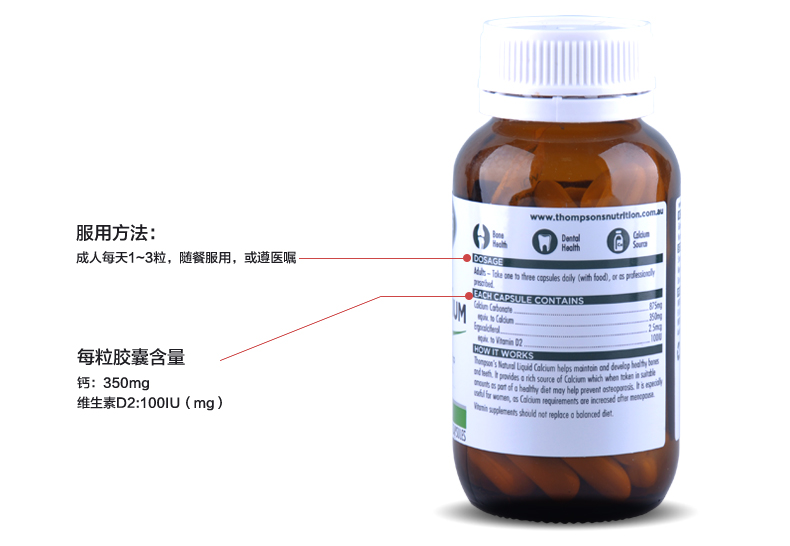 服用方法：
成人每天1~3粒，随餐服用，或遵医嘱
每粒胶囊含量
钙：350mg
维生素D2:100IU（mg）
www.thompsonsnutrition.com.au
Bone Health
Dental Health
Calcium Source
DOSAGE
Adults – Take one to three capsules daily (with food), or as professionally
prescribed.
EACH CAPSULE CONTAINS
Calcium Carbonate 875mg
equiv. to Calcium 350mg
Ergocalciferol 2.5mcg
equiv. to Vitamin D2 100IU
HOW IT WORKS
Thompson's Natural Liquid Calcium helps maintain and develop healthy bones
and teeth. It provides a rich source of Calcium which when taken in suitable
amounts as part of a healthy diet may help prevent osteoporosis. It is especially
useful for women, as Calcium requirements are increased after menopause.
Vitamin supplements should not replace a balanced diet.
UM